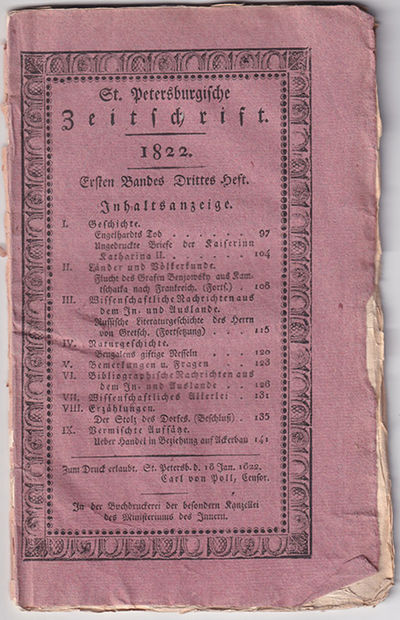 St. Petersburgische
Zeitschrift.
1822.
Ersten Bandes Drittes Heft.
Inhaltsanzeige.
I. Geschichte.
Engelhardts Tod . . . . . . . 97
Ungedruckte Briefe der Kaiserinn
Katharina II. . . . . . . . 104
II. Länder und Völkerkunde.
Flucht des Grafen Benjowsky aus Kam-
tschatka nach Frankreich. (Forts.) . 106
III. Wissenschaftliche Nachrichten aus
dem In- und Auslande.
Russische Literaturgeschichte des Herrn
von Gretsch. (Fortsetzung) . . . 115
IV. Naturgeschichte.
Bengalens giftige Nesseln . . . 120
V. Bemerkungen u. Fragen . . 123
VI. Bibliographische Nachrichten aus
dem In- und Auslande . . . 126
VII. Wissenschaftliches Allerlei . . 131
VIII. Erzählungen.
Der Stolz des Dorfes. (Beschluß) . 135
IX. Vermischte Aufsätze.
Ueber Handel in Beziehung auf Ackerbau 141
Zum Druck erlaubt. St. Petersb. d. 16 Jan. 1822.
Carl von Poll, Censor.
In der Buchdruckerei der besondern Kanzellei
des Ministeriums des Innern.